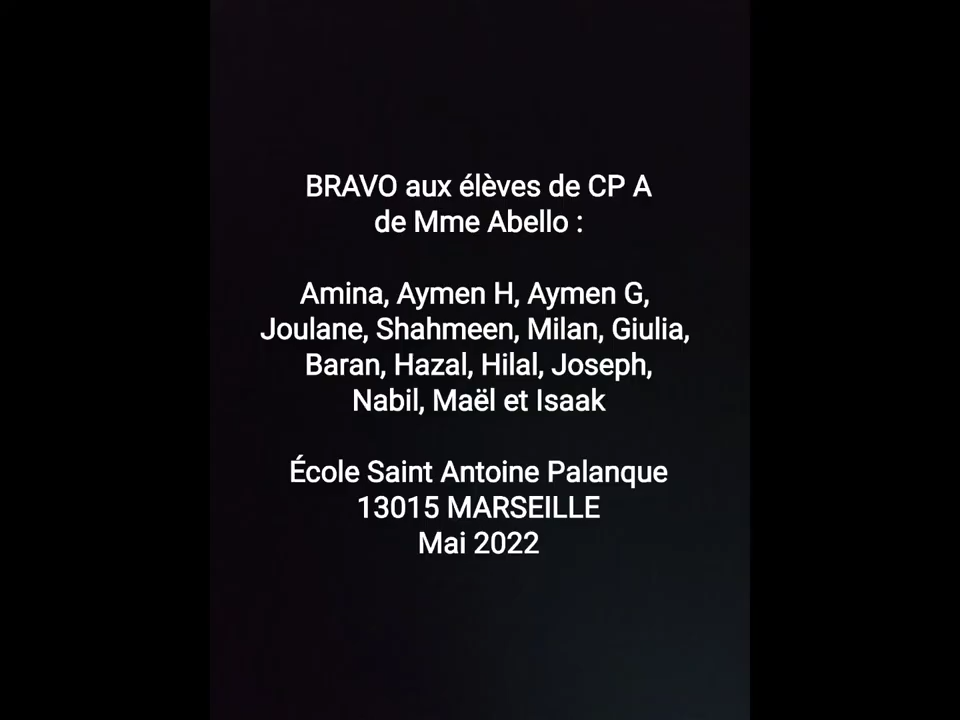 BRAVO aux élèves de CP A
de Mme Abello :
Amina, Aymen H, Aymen G,
Joulane, Shahmeen, Milan, Giulia,
Baran, Hazal, Hilal, Joseph,
Nabil, Maël et Isaak
École Saint Antoine Palanque
13015 MARSEILLE
Mai 2022